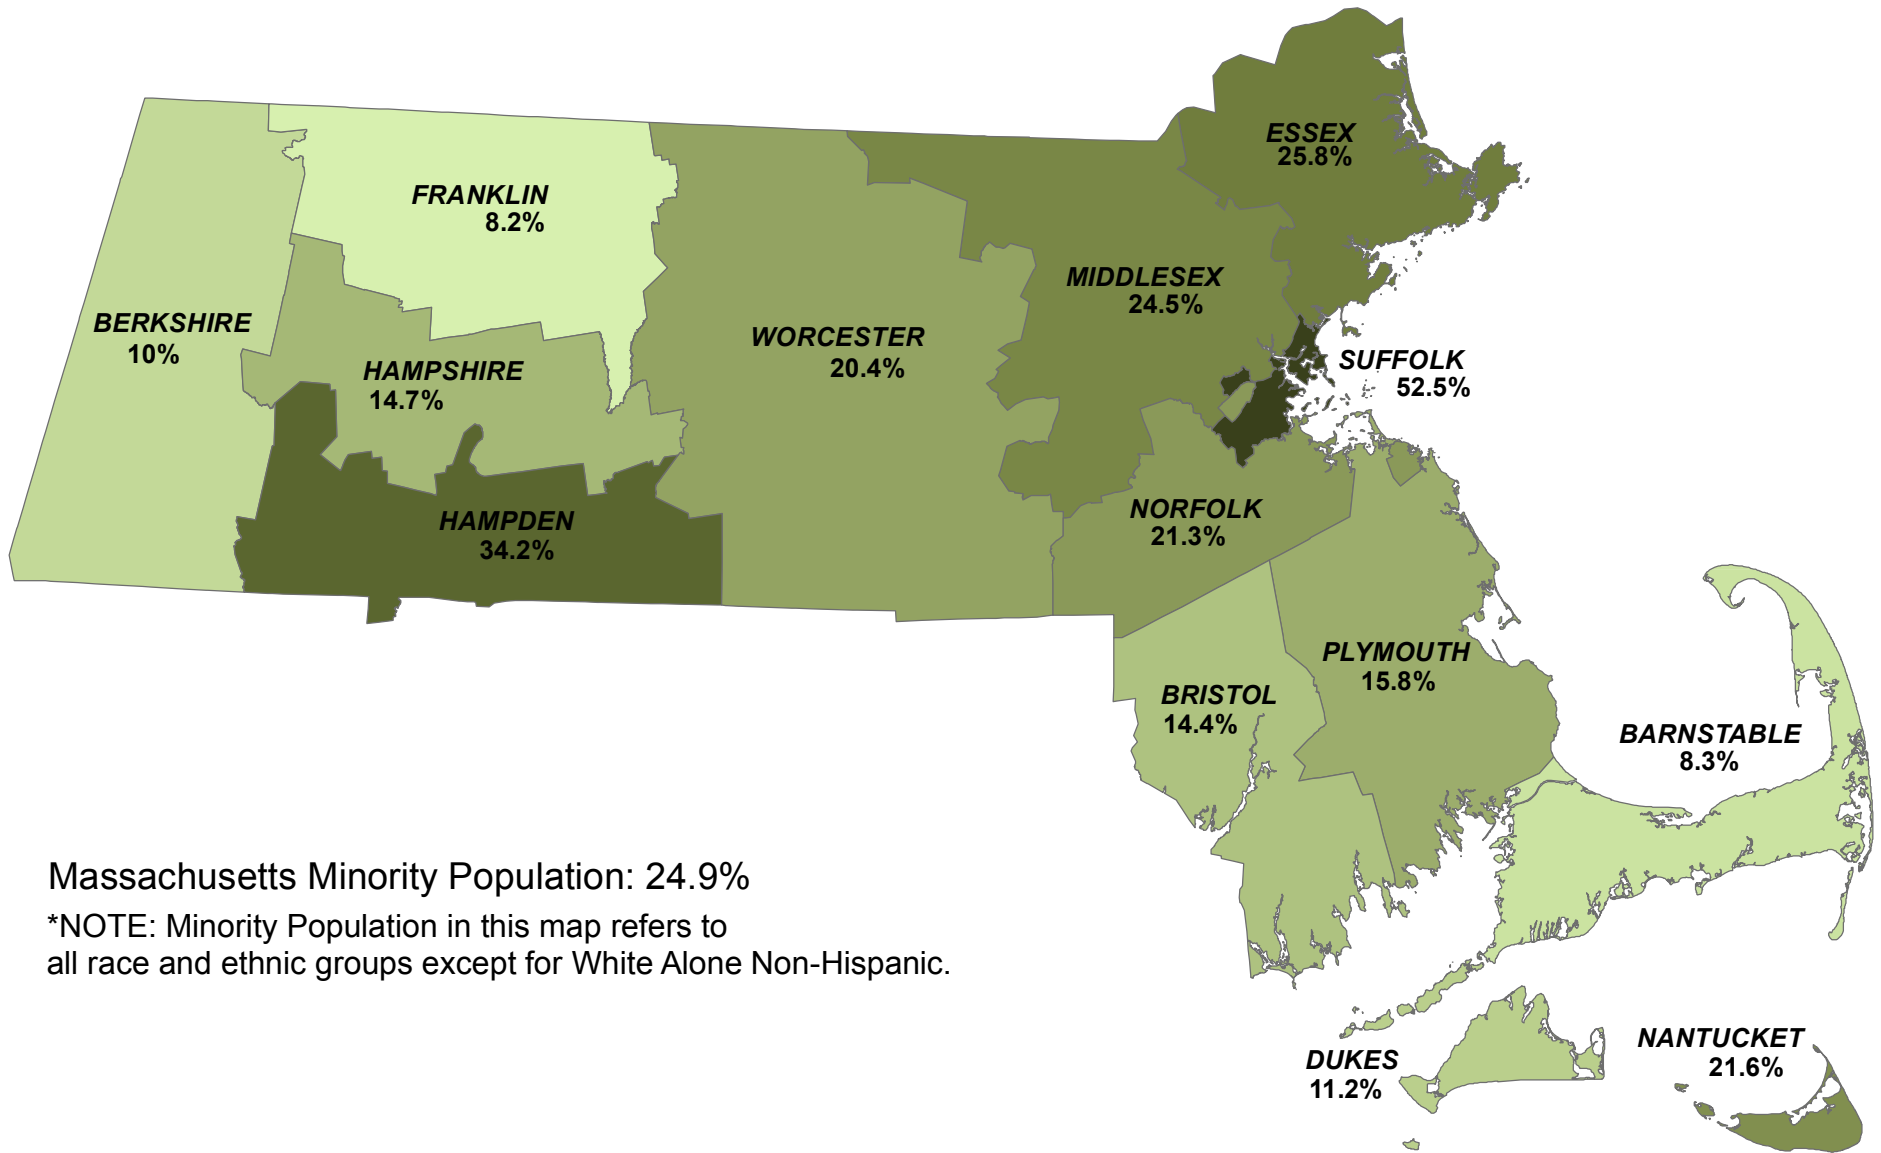 ESSEX
25.8%
FRANKLIN
8.2%
MIDDLESEX
24.5%
BERKSHIRE
10%
WORCESTER
20.4%
HAMPSHIRE
14.7%
SUFFOLK
52.5%
HAMPDEN
34.2%
NORFOLK
21.3%
PLYMOUTH
15.8%
BRISTOL
14.4%
BARNSTABLE
8.3%
Massachusetts Minority Population: 24.9%
*NOTE: Minority Population in this map refers to
all race and ethnic groups except for White Alone Non-Hispanic.
NANTUCKET
21.6%
DUKES
11.2%